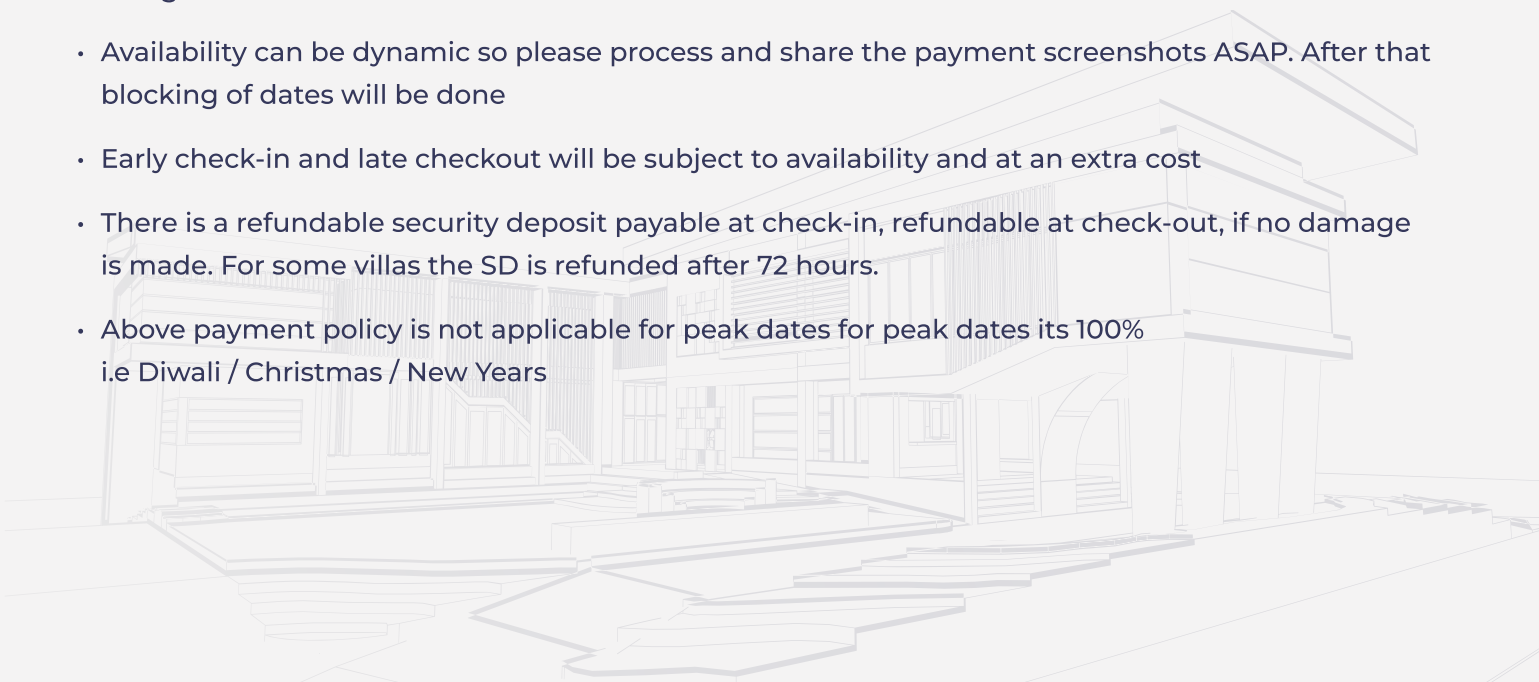 • Availability can be dynamic so please process and share the payment screenshots ASAP. After that
blocking of dates will be done
• Early check-in and late checkout will be subject to availability and at an extra cost
• There is a refundable security deposit payable at check-in, refundable at check-out, if no damage
is made. For some villas the SD is refunded after 72 hours.
• Above payment policy is not applicable for peak dates for peak dates its 100%
i.e Diwali / Christmas / New Years